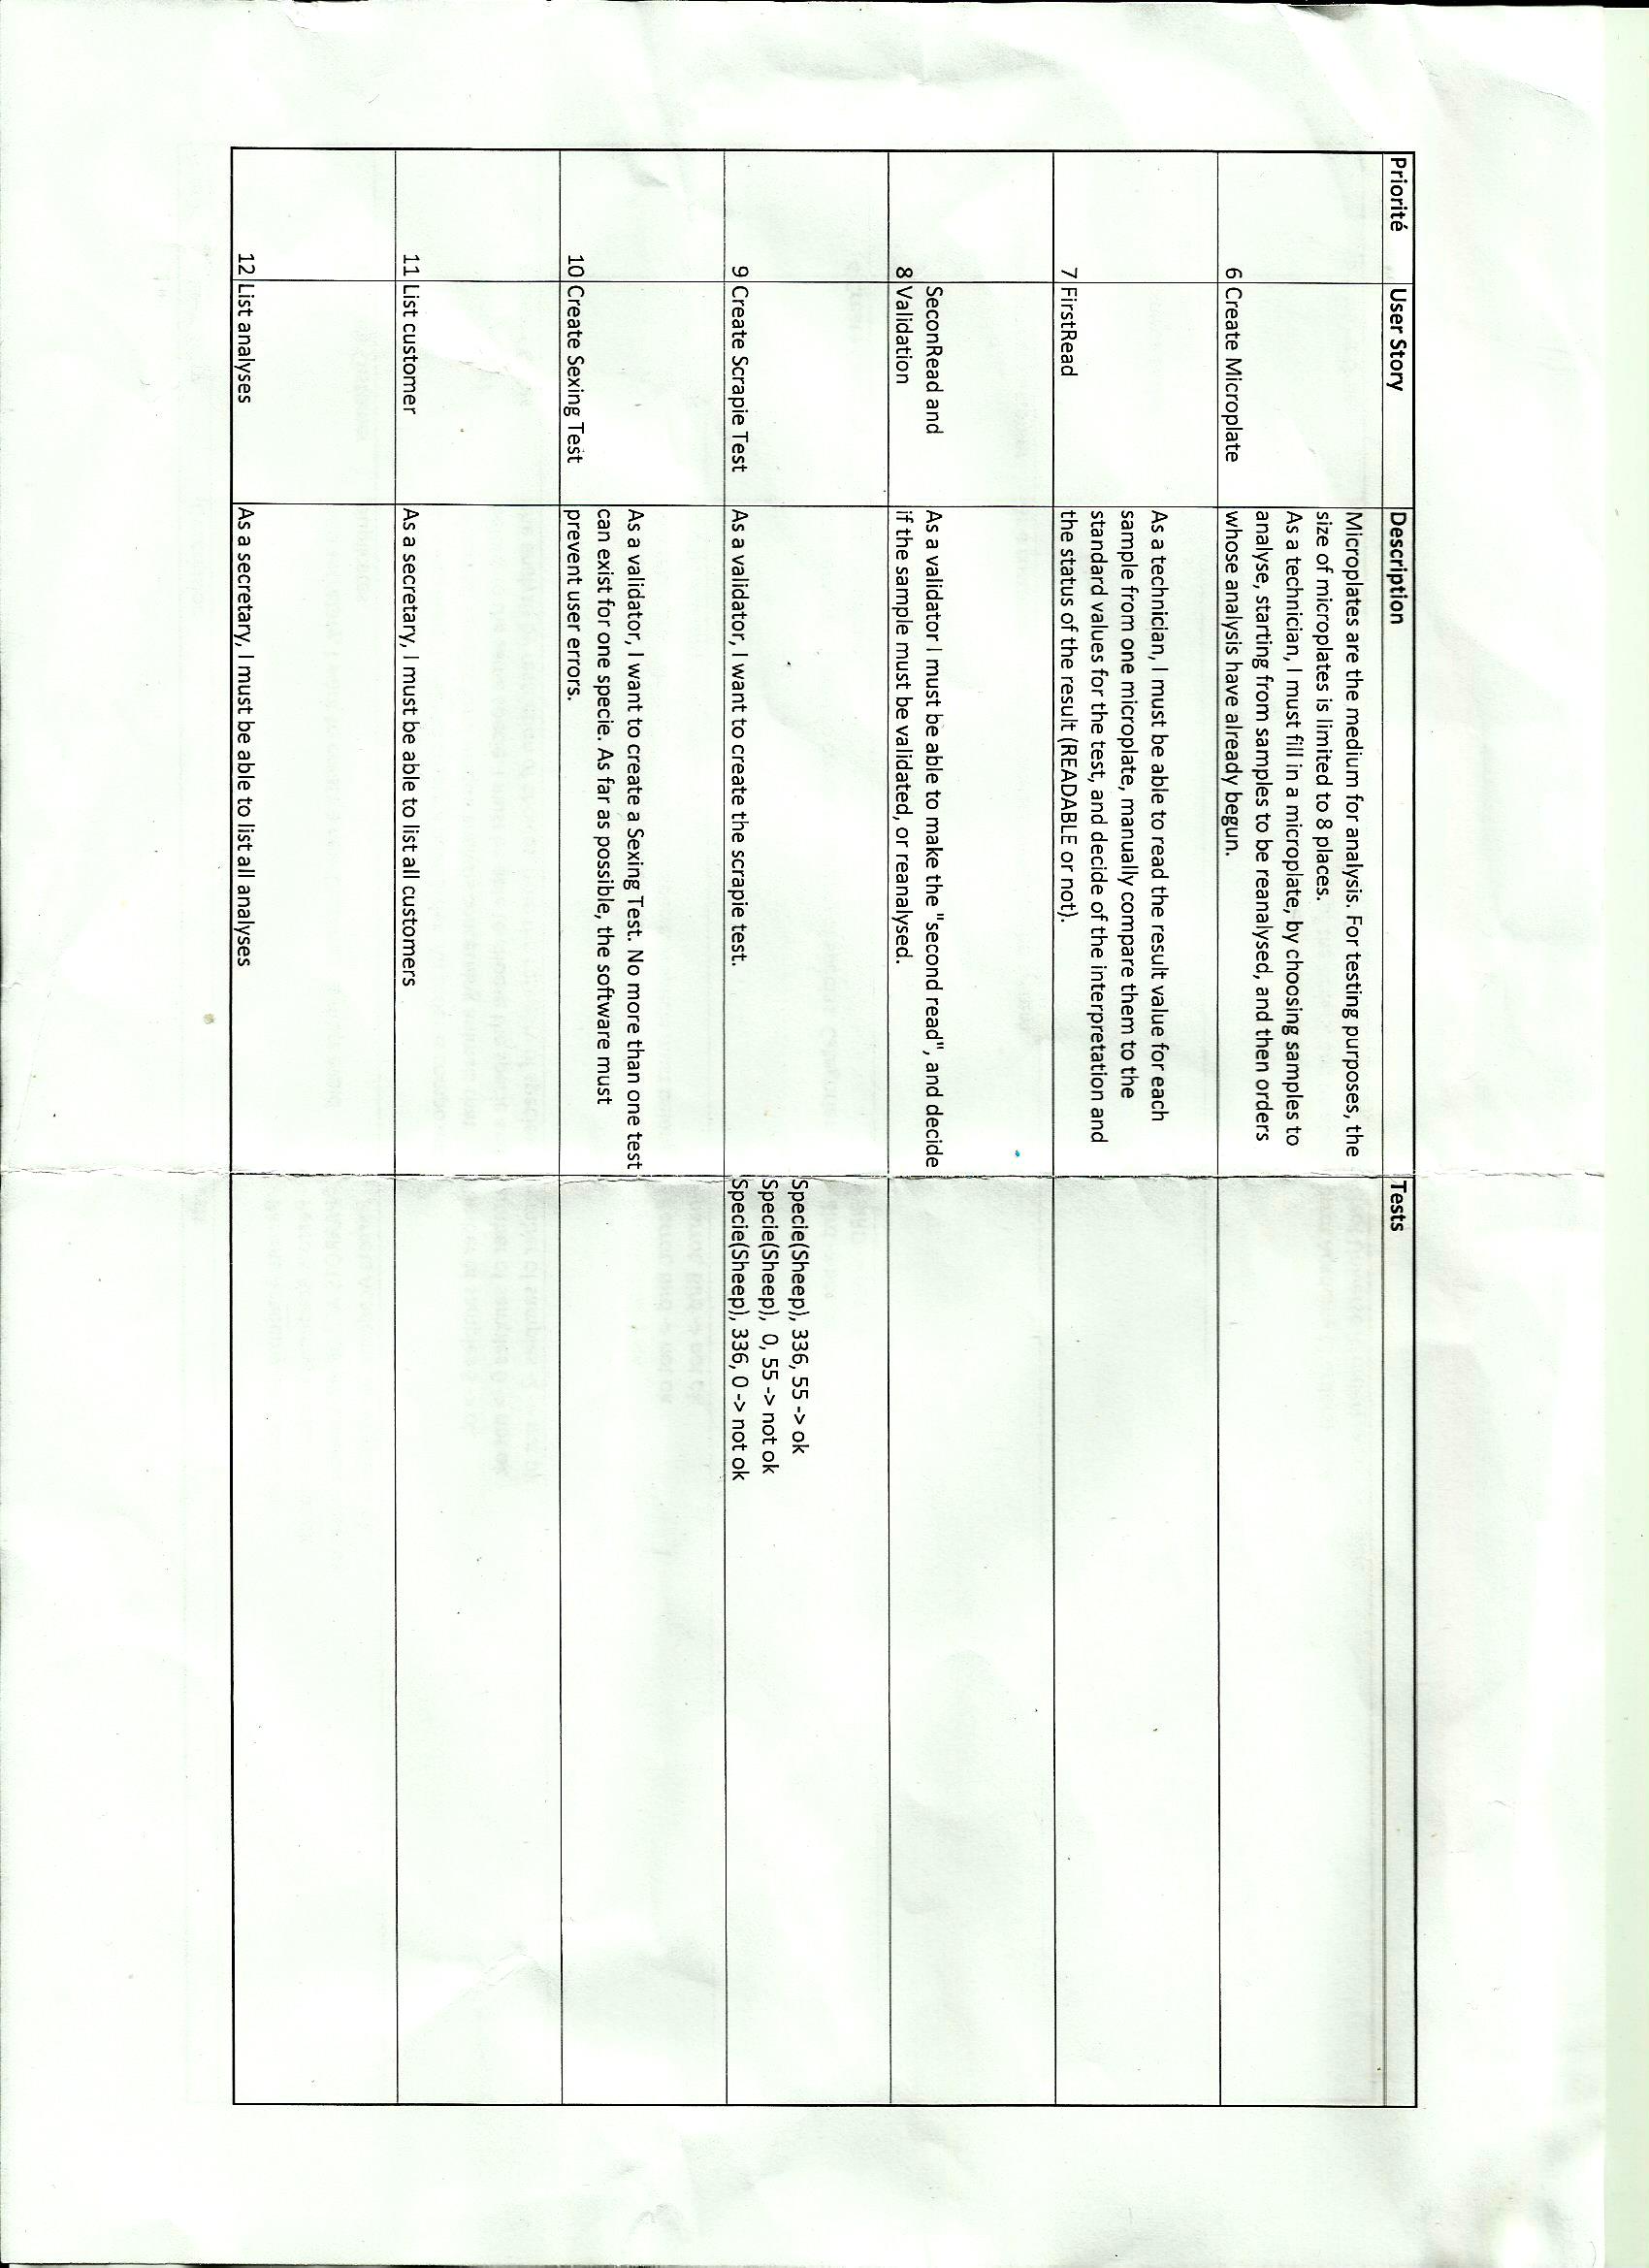 Priorité User Story Description Tests
Microplates are the medium for analysis. For testing purposes, the
size of microplates is limited to 8 places.
As a technician, I must fill in a microplate, by choosing samples to
analyse, starting from samples to be reanalysed, and then orders
6 Create Microplate whose analysis have already begun.
As a technician, I must be able to read the result value for each
sample from one microplate, manually compare them to the
standard values for the test, and decide of the interpretation and
7 FirstRead the status of the result (READABLE or not).
SeconRead and As a validator I must be able to make the "second read", and decide
8 Validation if the sample must be validated, or reanalysed.
Specie(Sheep), 336, 55 -> ok
Specie(Sheep), 0, 55 -> not ok
9 Create Scrapie Test As a validator, I want to create the scrapie test. Specie(Sheep), 336, 0 -> not ok
As a validator, I want to create a Sexing Test. No more than one test
can exist for one specie. As far as possible, the software must
10 Create Sexing Test prevent user errors.
11 List customer As a secretary, I must be able to list all customers
12 List analyses As a secretary, I must be able to list all analyses